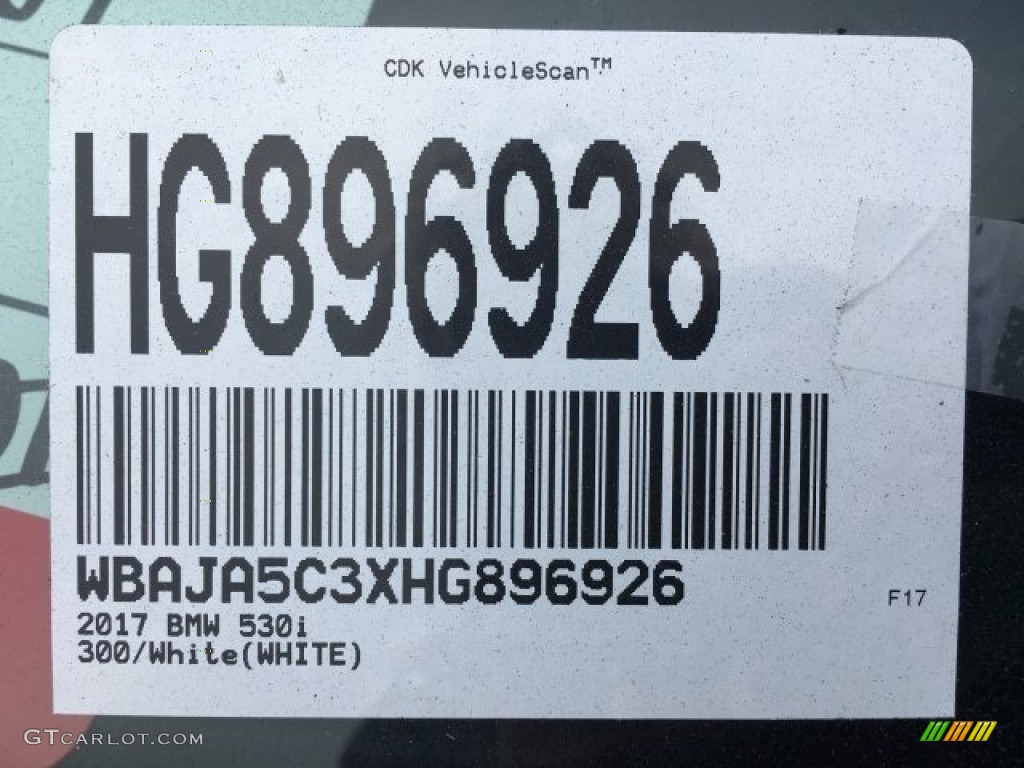 CDK VehicleScan™
HG896926
WBAJA5C3XHG896926
F17
2017 BMW 530i
300/White(WHITE)
GTCARLOT.COM